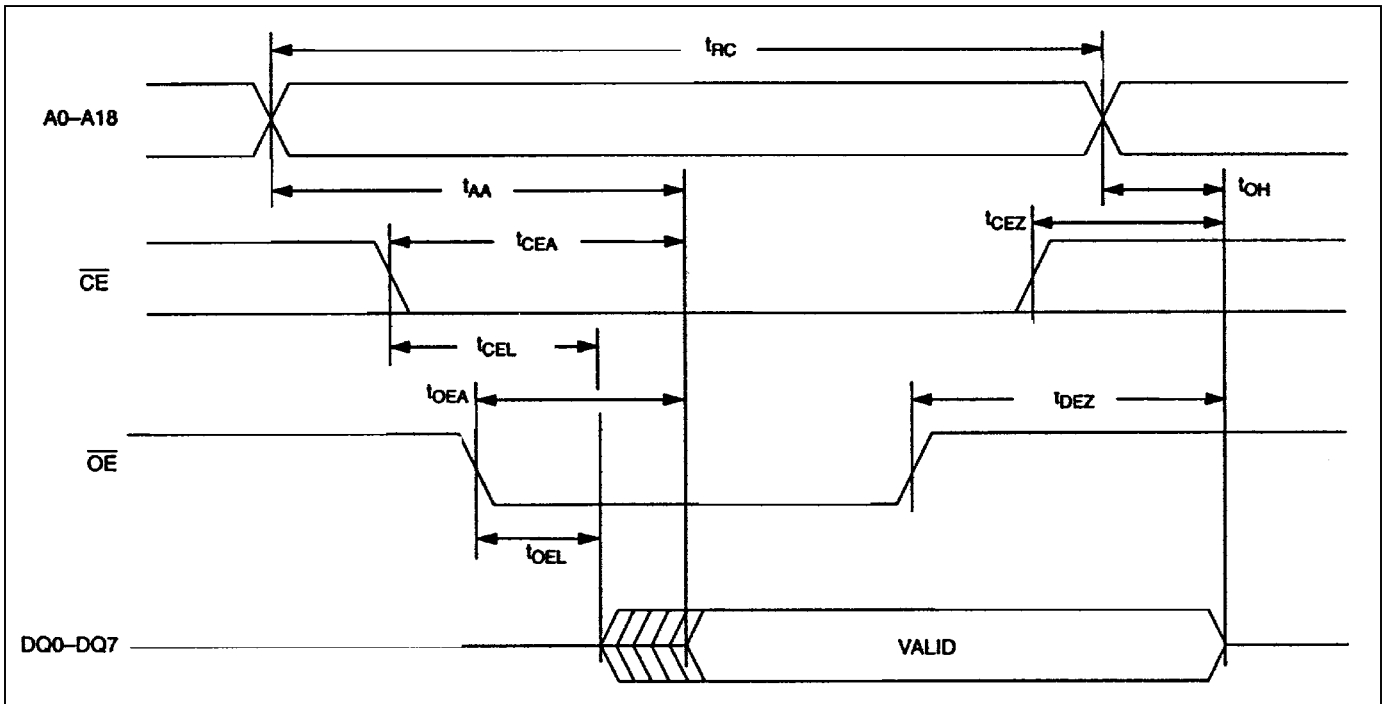 tRC
A0–A18
tAA
tOH
tCEZ
tCEA
CE
tCEL
tOEA
tDEZ
OE
tOEL
DQ0–DQ7
VALID